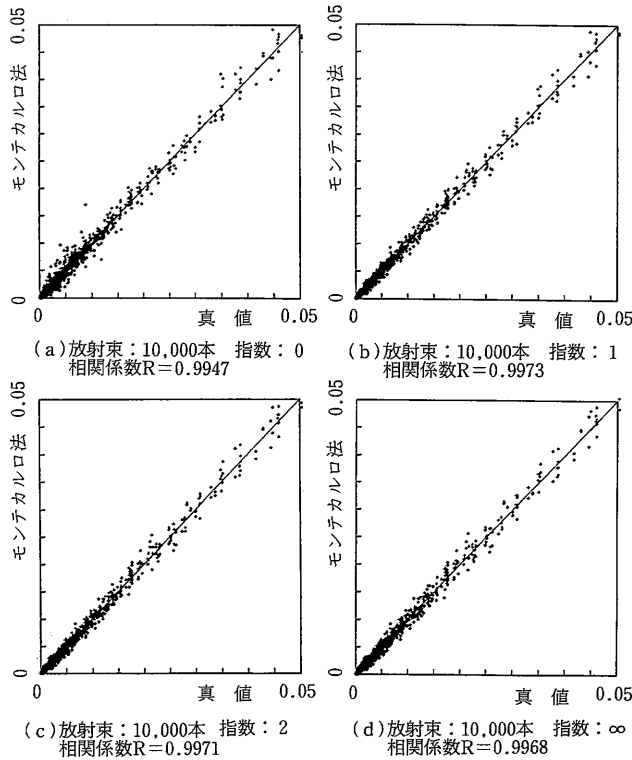 0.05
モンテカルロ法
0
0
真 値
0.05
(a)放射束:10,000本 指数:0
相関係数R=0.9947
0.05
モンテカルロ法
0
0
真 値
0.05
(b)放射束:10,000本 指数:1
相関係数R=0.9973
0.05
モンテカルロ法
0
0
真 値
0.05
(c)放射束:10,000本 指数:2
相関係数R=0.9971
0.05
モンテカルロ法
0
0
真 値
0.05
(d)放射束:10,000本 指数:∞
相関係数R=0.9968